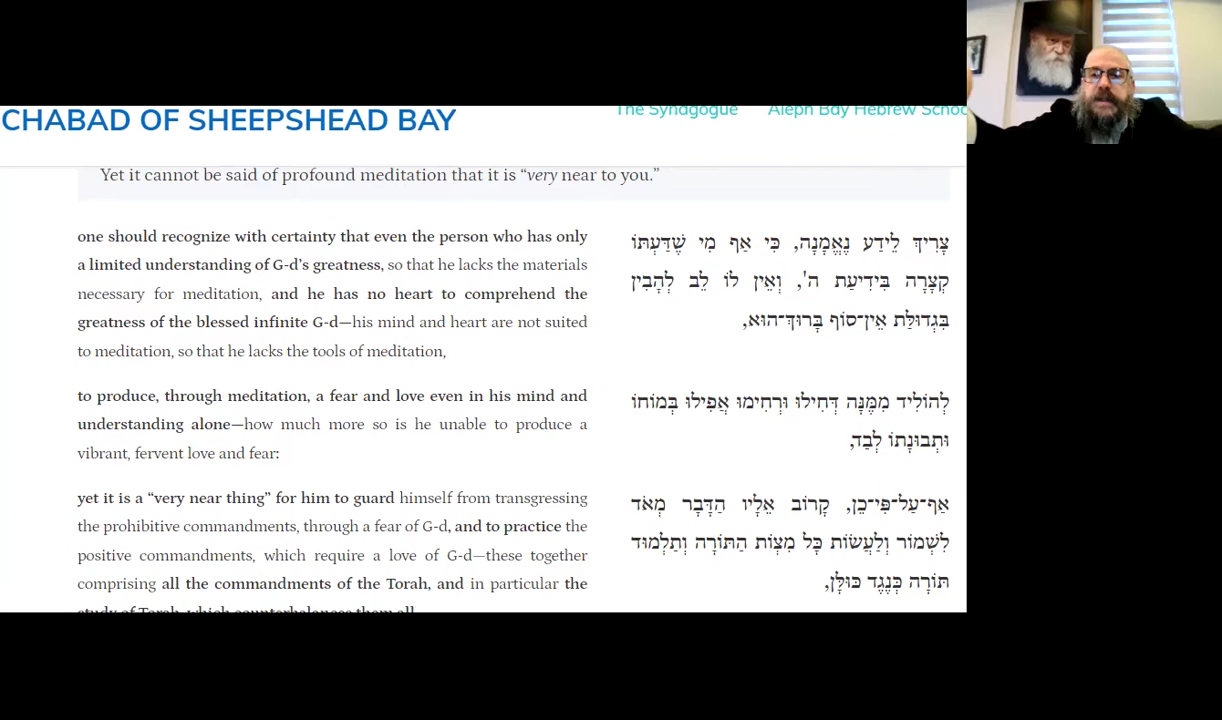 CHABAD OF SHEEPSHEAD BAY
The Synagogue
Aleph Bay Hebrew Schoo
Yet it cannot be said of profound meditation that it is “very near to you.”
one should recognize with certainty that even the person who has only
a limited understanding of G-d’s greatness, so that he lacks the materials
necessary for meditation, and he has no heart to comprehend the
greatness of the blessed infinite G-d—his mind and heart are not suited
to meditation, so that he lacks the tools of meditation,
צָרִיךְ לֵידַע נֶאֱמָנָה, כִּי אַף מִי שֶׁדַּעְתּוֹ
קְצָרָה בִּידִיעַת ה', וְאֵין לוֹ לֵב לְהָבִין
בִּגְדוּלַּת אֵין־סוֹף בָּרוּךְ־הוּא,
to produce, through meditation, a fear and love even in his mind and
understanding alone—how much more so is he unable to produce a
vibrant, fervent love and fear:
לְהוֹלִיד מִמֶּנָּה דְּחִילוּ וּרְחִימוּ אֲפִילוּ בְּמוֹחוֹ
וּתְבוּנָתוֹ לְבַד,
yet it is a “very near thing” for him to guard himself from transgressing
the prohibitive commandments, through a fear of G-d, and to practice the
positive commandments, which require a love of G-d—these together
comprising all the commandments of the Torah, and in particular the
study of Torah, which counterbalances them all
אַף־עַל־פִּי־כֵן, קָרוֹב אֵלָיו הַדָּבָר מְאֹד
לִשְׁמוֹר וְלַעֲשׂוֹת כָּל מִצְוֹת הַתּוֹרָה וְתַלְמוּד
תּוֹרָה כְּנֶגֶד כּוּלָּן,